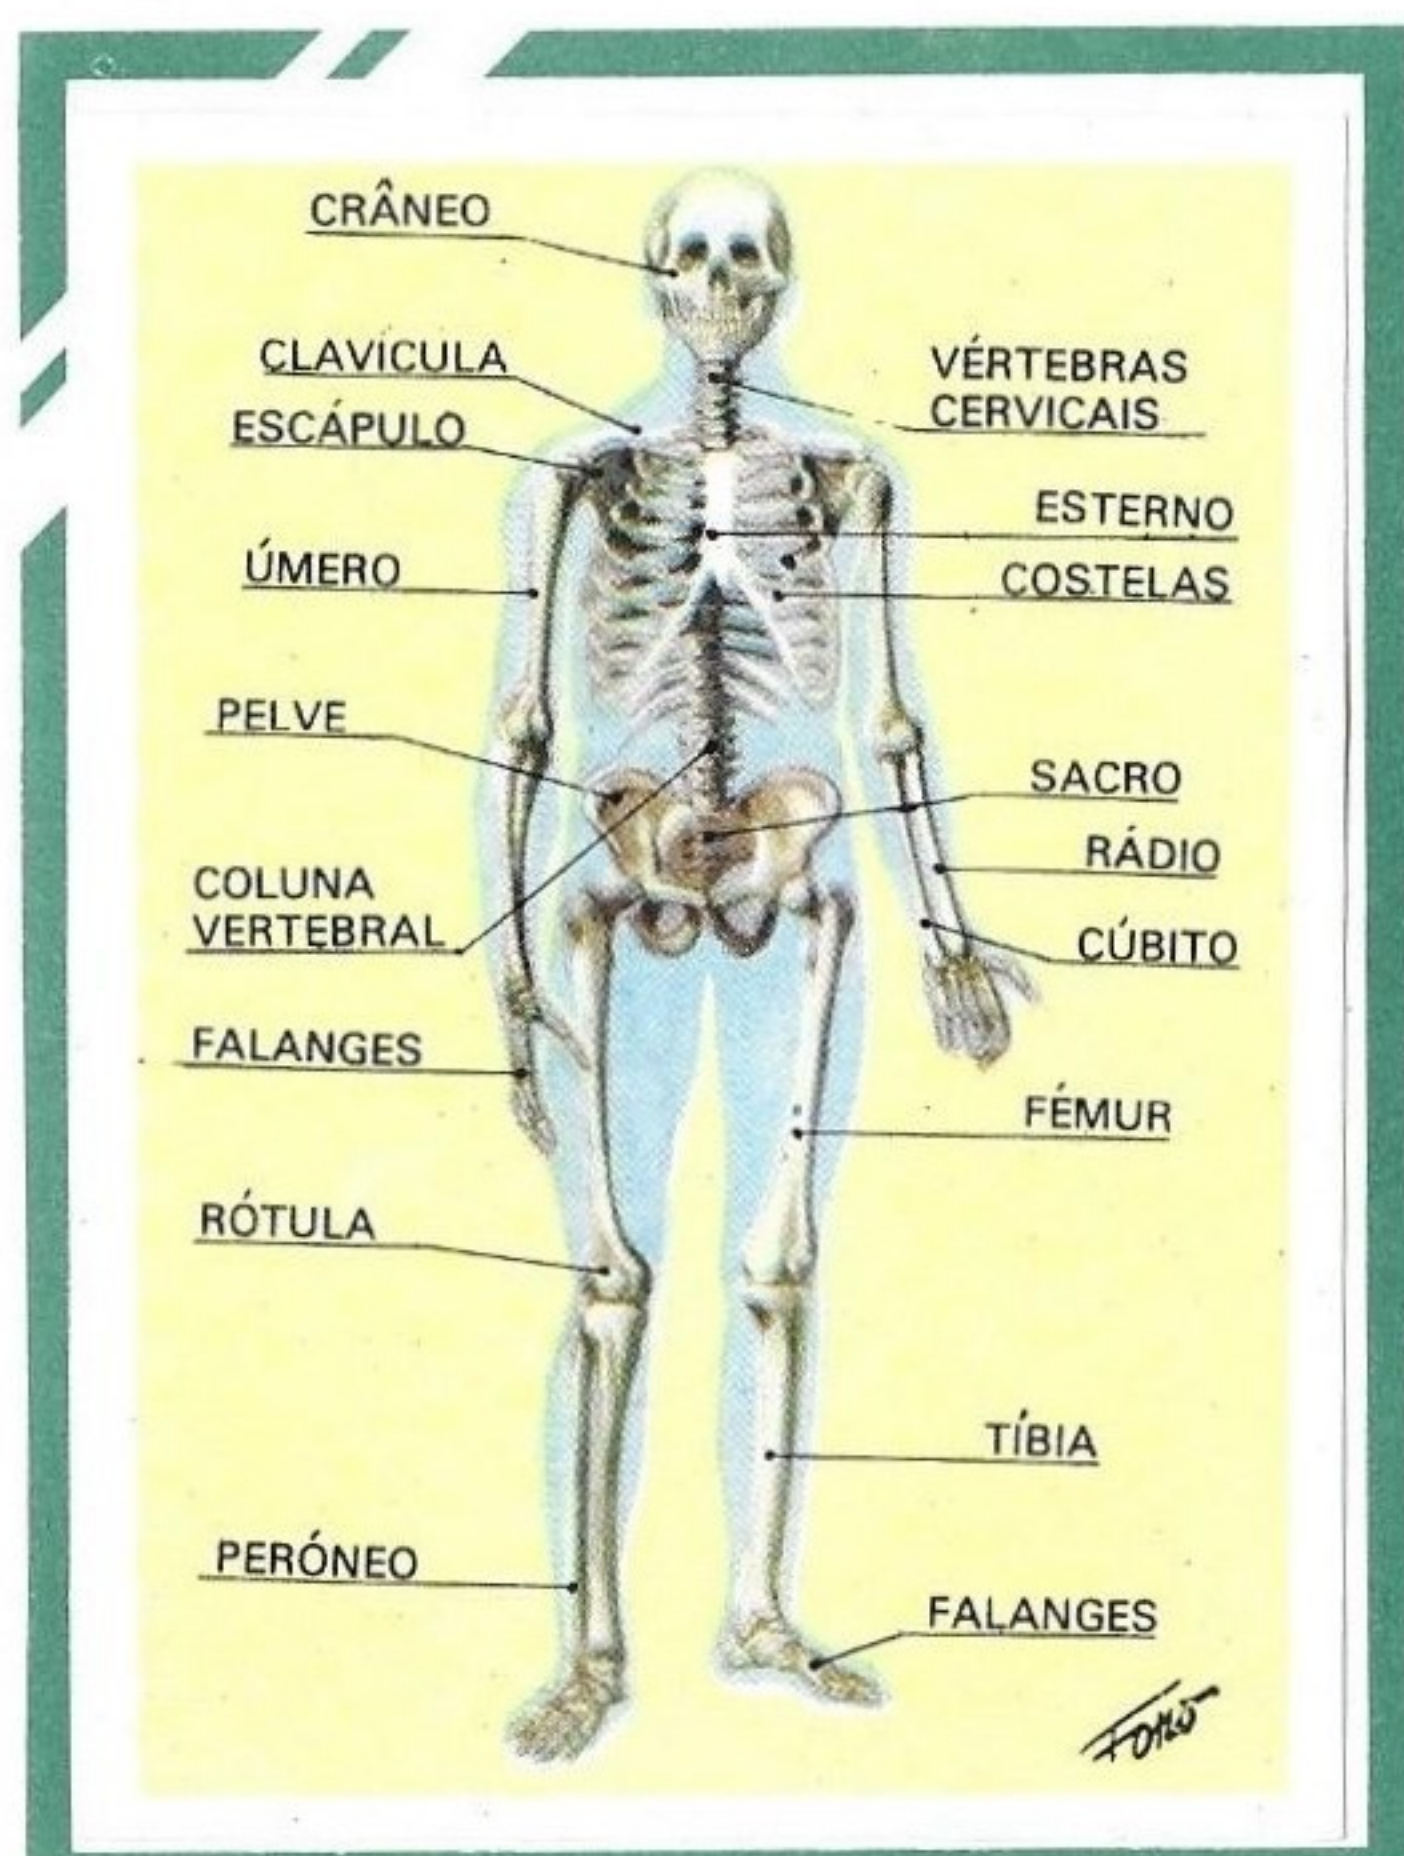 CRÂNEO
CLAVÍCULA
ESCÁPULO
ÚMERO
PELVE
COLUNA
VERTEBRAL
FALANGES
RÓTULA
PERÓNEO
VÉRTEBRAS
CERVICAIS
ESTERNO
COSTELAS
SACRO
RÁDIO
CÚBITO
FÉMUR
TÍBIA
FALANGES